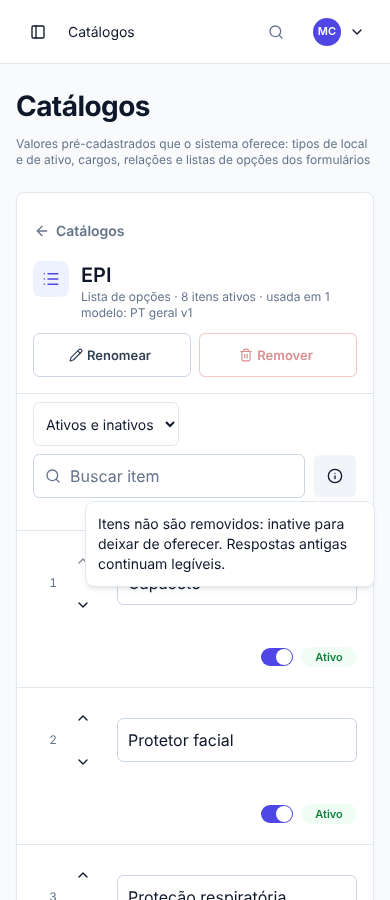 Catálogos
MC
Catálogos
Valores pré-cadastrados que o sistema oferece: tipos de local
e de ativo, cargos, relações e listas de opções dos formulários
Catálogos
EPI
Lista de opções · 8 itens ativos · usada em 1
modelo: PT geral v1
Renomear
Remover
Ativos e inativos
Buscar item
Itens não são removidos: inative para
deixar de oferecer. Respostas antigas
continuam legíveis.
1
Ativo
2
Protetor facial
Ativo
3
Proteção respiratória